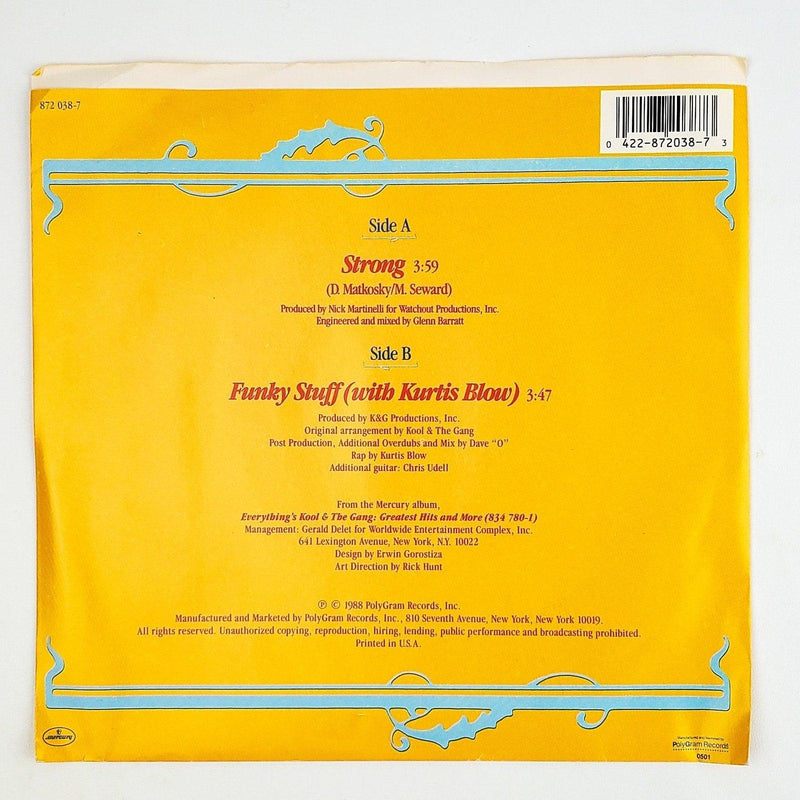 872 038-7
0 422-872038-7 3
Side A
Strong 3:59
(D. Matkosky/M. Seward)
Produced by Nick Martinelli for Watchout Productions, Inc.
Engineered and mixed by Glenn Barratt
Side B
Funky Stuff (with Kurtis Blow) 3:47
Produced by K&G Productions, Inc.
Original arrangement by Kool & The Gang
Post Production, Additional Overdubs and Mix by Dave "O"
Rap by Kurtis Blow
Additional guitar: Chris Udell
From the Mercury album,
Everything's Kool & The Gang: Greatest Hits and More (834 780-1)
Management: Gerald Delet for Worldwide Entertainment Complex, Inc.
641 Lexington Avenue, New York, N.Y. 10022
Design by Erwin Gorostiza
Art Direction by Rick Hunt
℗ © 1988 PolyGram Records, Inc.
Manufactured and Marketed by PolyGram Records, Inc., 810 Seventh Avenue, New York, New York 10019.
All rights reserved. Unauthorized copying, reproduction, hiring, lending, public performance and broadcasting prohibited.
Printed in U.S.A.
mercury
PolyGram Records
0501